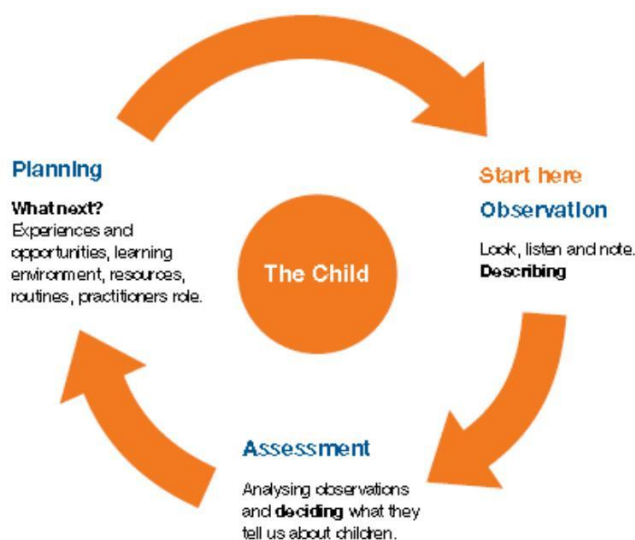 Planning
What next?
Experiences and
opportunities, learning
environment, resources,
routines, practitioners role.
The Child
Start here
Observation
Look, listen and note.
Describing
Assessment
Analysing observations
and deciding what they
tell us about children.